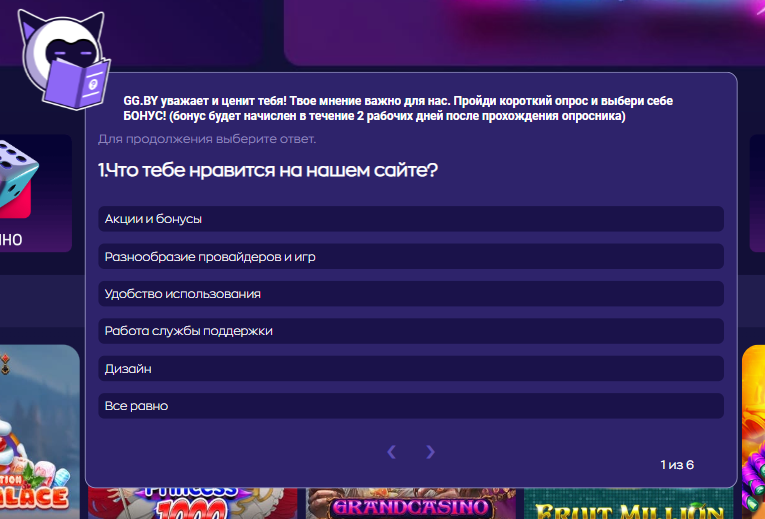 GG.BY уважает и ценит тебя! Твое мнение важно для нас. Пройди короткий опрос и выбери себе
БОНУС! (бонус будет начислен в течение 2 рабочих дней после прохождения опросника)
Для продолжения выберите ответ.
1.Что тебе нравится на нашем сайте?
Акции и бонусы
Разнообразие провайдеров и игр
Удобство использования
Работа службы поддержки
Дизайн
Все равно
1 из 6
Princess
1000
GRANDCASINO
FRUIT MILLION